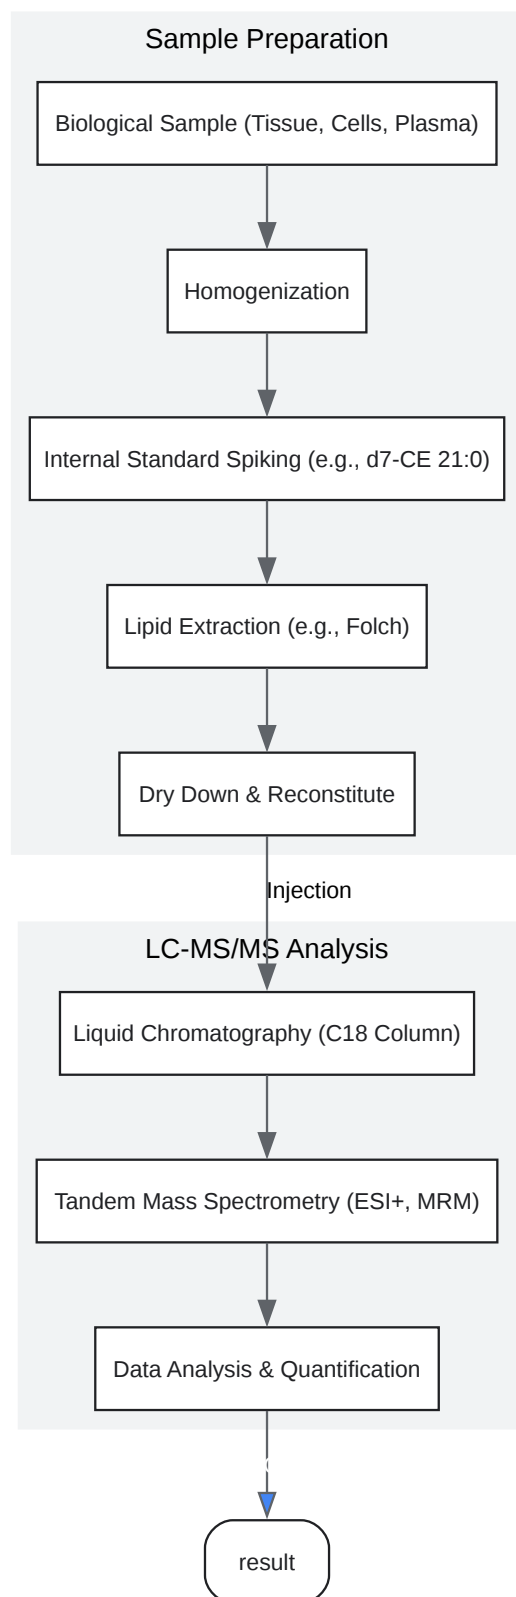 Sample Preparation
Biological Sample (Tissue, Cells, Plasma)
Homogenization
Internal Standard Spiking (e.g., d7-CE 21:0)
Lipid Extraction (e.g., Folch)
Dry Down & Reconstitute
Injection
LC-MS/MS Analysis
Liquid Chromatography (C18 Column)
Tandem Mass Spectrometry (ESI+, MRM)
Data Analysis & Quantification
result